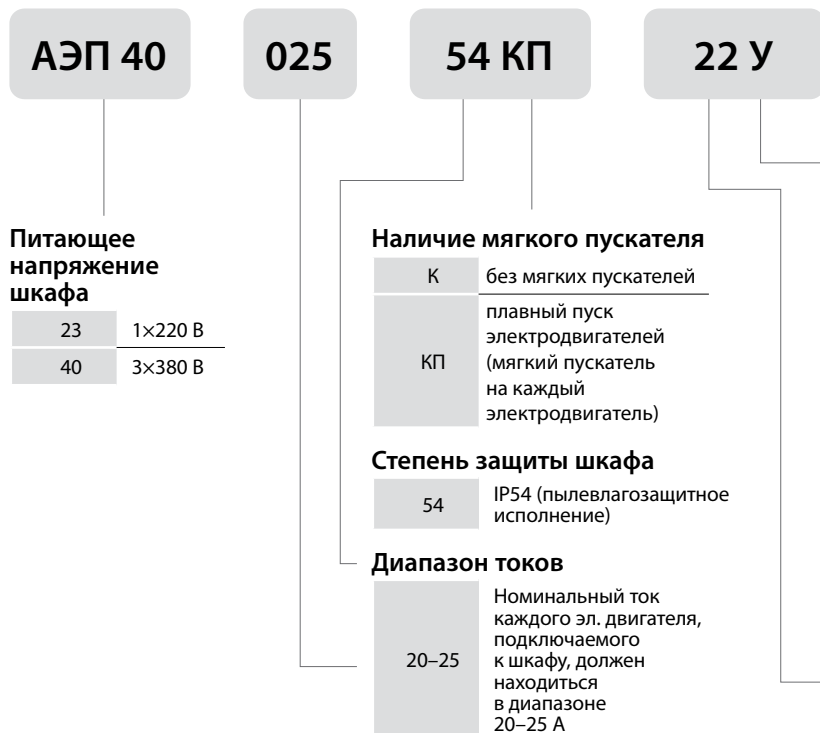 АЭП 40 025 54 КП 22 У
Питающее
напряжение
шкафа
23 1×220 В
40 3×380 В
Наличие мягкого пускателя
К без мягких пускателей
КП плавный пуск
электродвигателей
(мягкий пускатель
на каждый
электродвигатель)
Степень защиты шкафа
54 IP54 (пылевлагозащитное
исполнение)
Диапазон токов
20–25 Номинальный ток
каждого эл. двигателя,
подключаемого
к шкафу, должен
находиться
в диапазоне
20–25 А